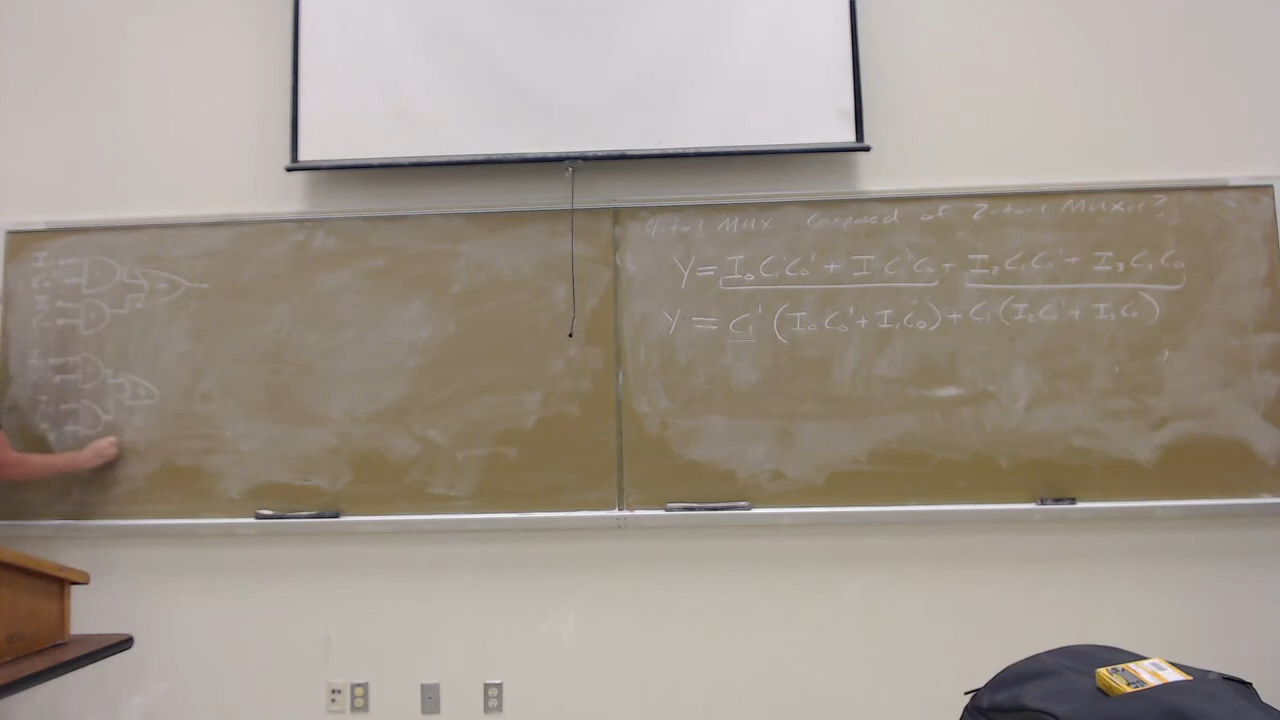 4-to-1 Mux Composed of 2-to-1 Muxes?
Y = I₀C₁'C₀' + I₁C₁'C₀ + I₂C₁C₀' + I₃C₁C₀
Y = C₁'(I₀C₀' + I₁C₀) + C₁(I₂C₀' + I₃C₀)